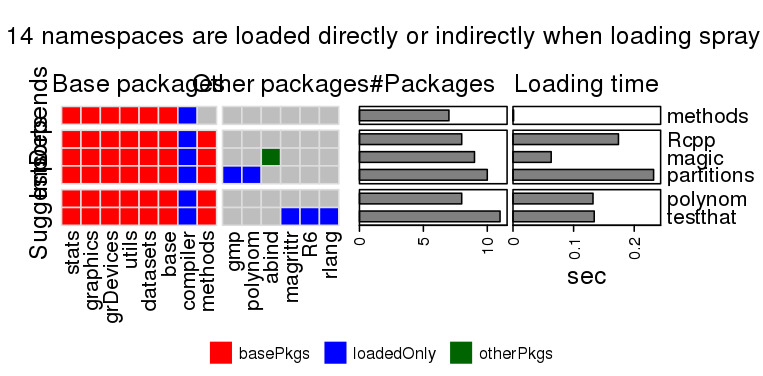 14 namespaces are loaded directly or indirectly when loading spray
Base packages Other packages #Packages Loading time
methods
Rcpp
magic
partitions
polynom
testthat
Suggests
stats
graphics
grDevices
utils
datasets
base
compiler
methods
gmp
polynom
abind
magrittr
R6
rlang
0 5 10
0 0.1 0.2
sec
basePkgs loadedOnly otherPkgs